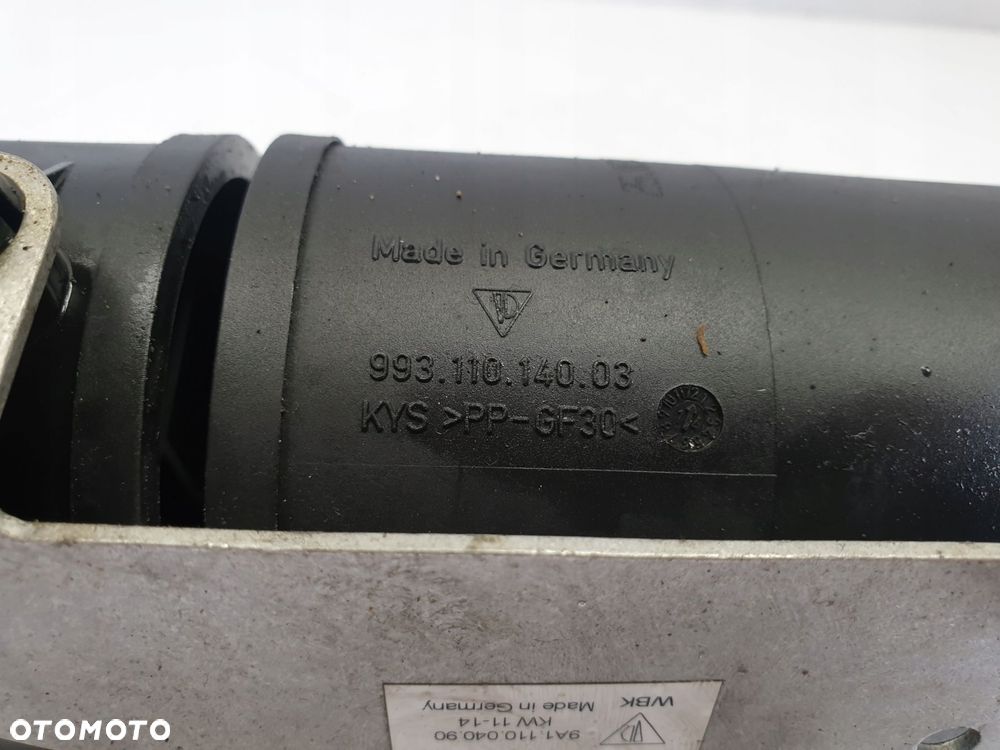 Made in Germany
993.110.140.03
KYS >PP-GF30<
9A1.110.040.90
KW 11-14
Made in Germany
WBK
OTOMOTO